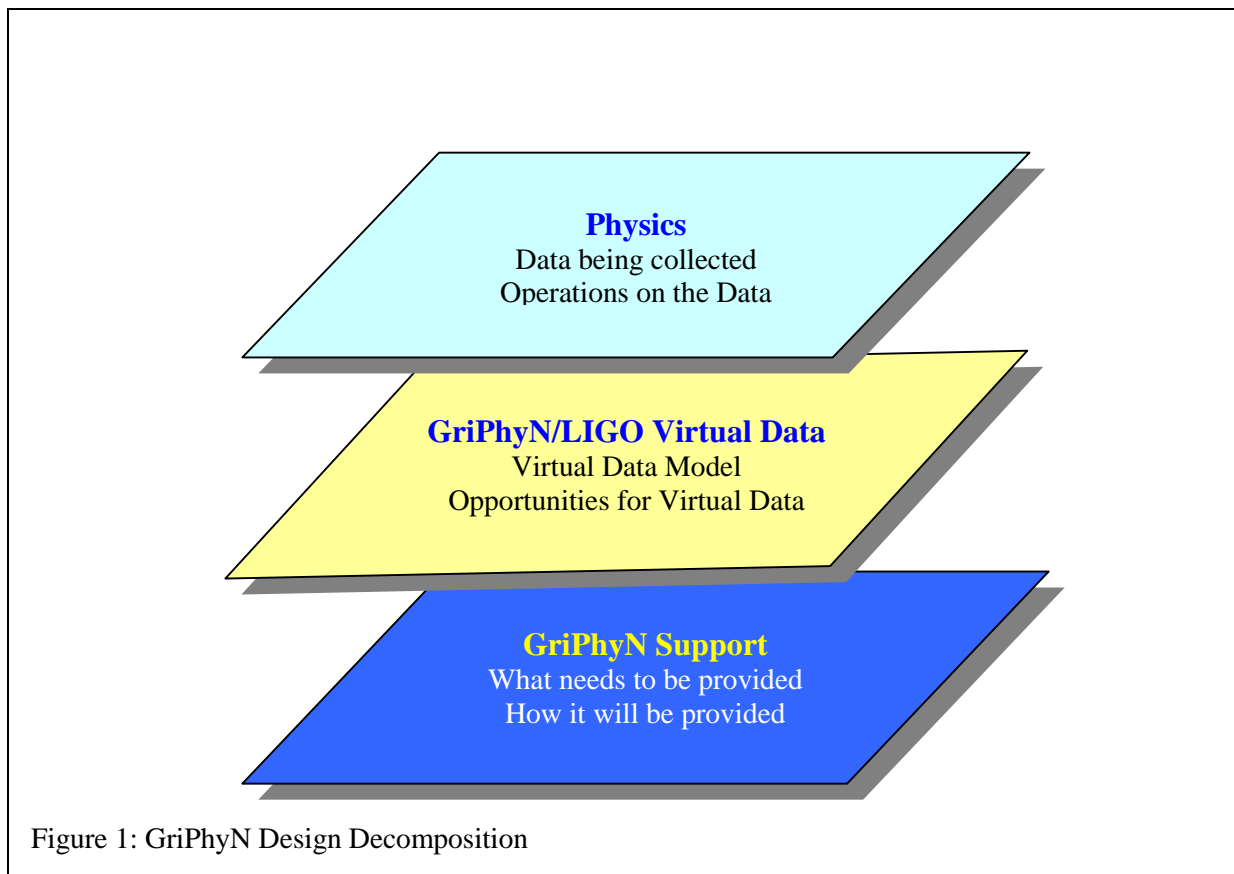 Physics
Data being collected
Operations on the Data
GriPhyN/LIGO Virtual Data
Virtual Data Model
Opportunities for Virtual Data
GriPhyN Support
What needs to be provided
How it will be provided
Figure 1: GriPhyN Design Decomposition